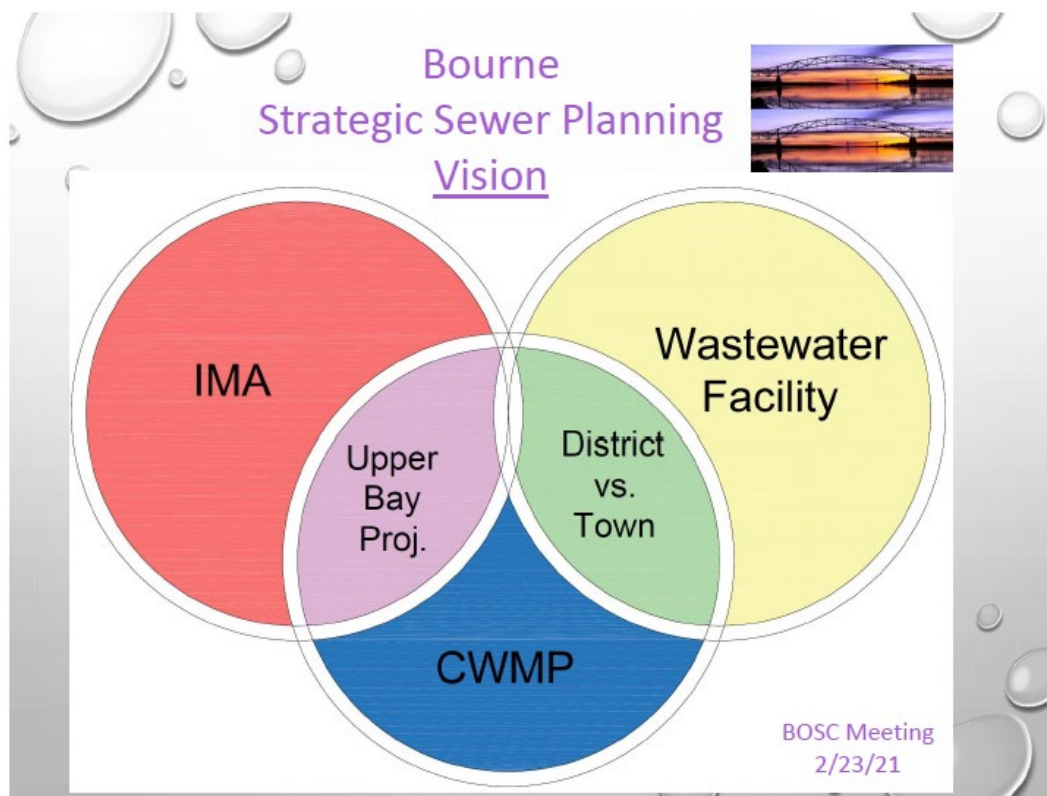 Bourne
Strategic Sewer Planning
Vision
IMA
Wastewater
Facility
Upper
Bay
Proj.
District
vs.
Town
CWMP
BOSC Meeting
2/23/21